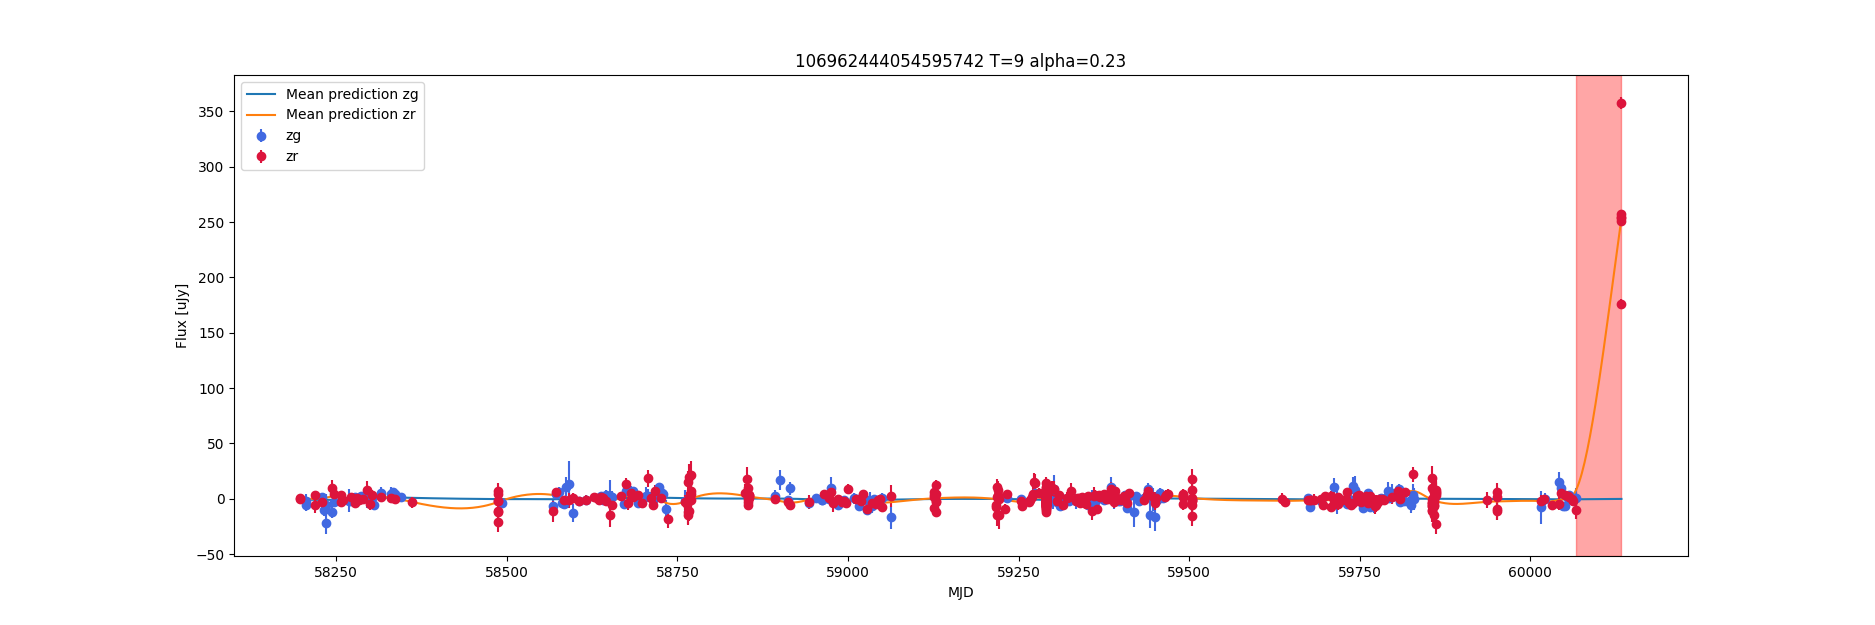 106962444054595742 T=9 alpha=0.23
Mean prediction zg
Mean prediction zr
zg
zr
350
300
250
200
150
100
50
0
−50
Flux [uJy]
58250 58500 58750 59000 59250 59500 59750 60000
MJD